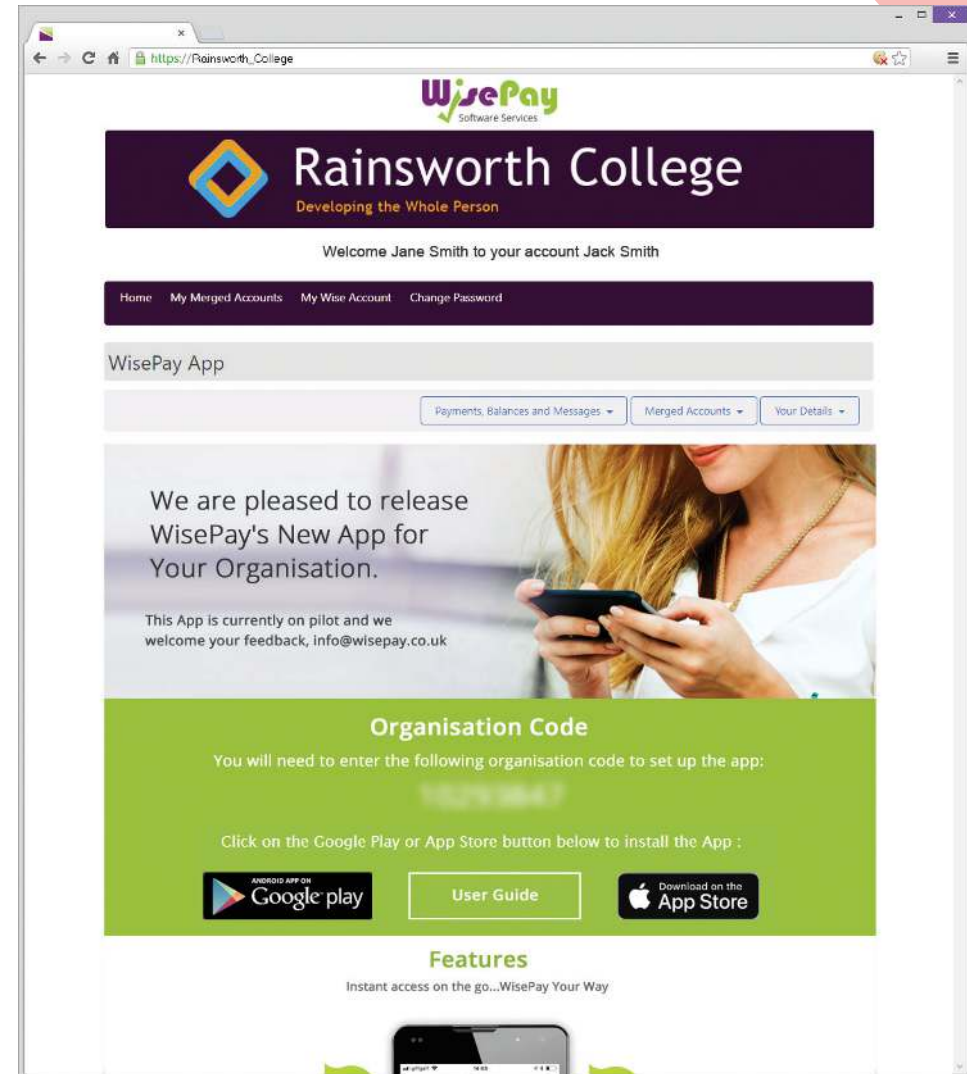 https://Rainsworth_College
WisePay
Software Services
Rainsworth College
Developing the Whole Person
Welcome Jane Smith to your account Jack Smith
Home My Merged Accounts My Wise Account Change Password
WisePay App
Payments, Balances and Messages Merged Accounts Your Details
We are pleased to release
WisePay's New App for
Your Organisation.
This App is currently on pilot and we
welcome your feedback, info@wisepay.co.uk
Organisation Code
You will need to enter the following organisation code to set up the app:
Click on the Google Play or App Store button below to install the App :
ANDROID APP ON
Google play
User Guide
Download on the
App Store
Features
Instant access on the go...WisePay Your Way